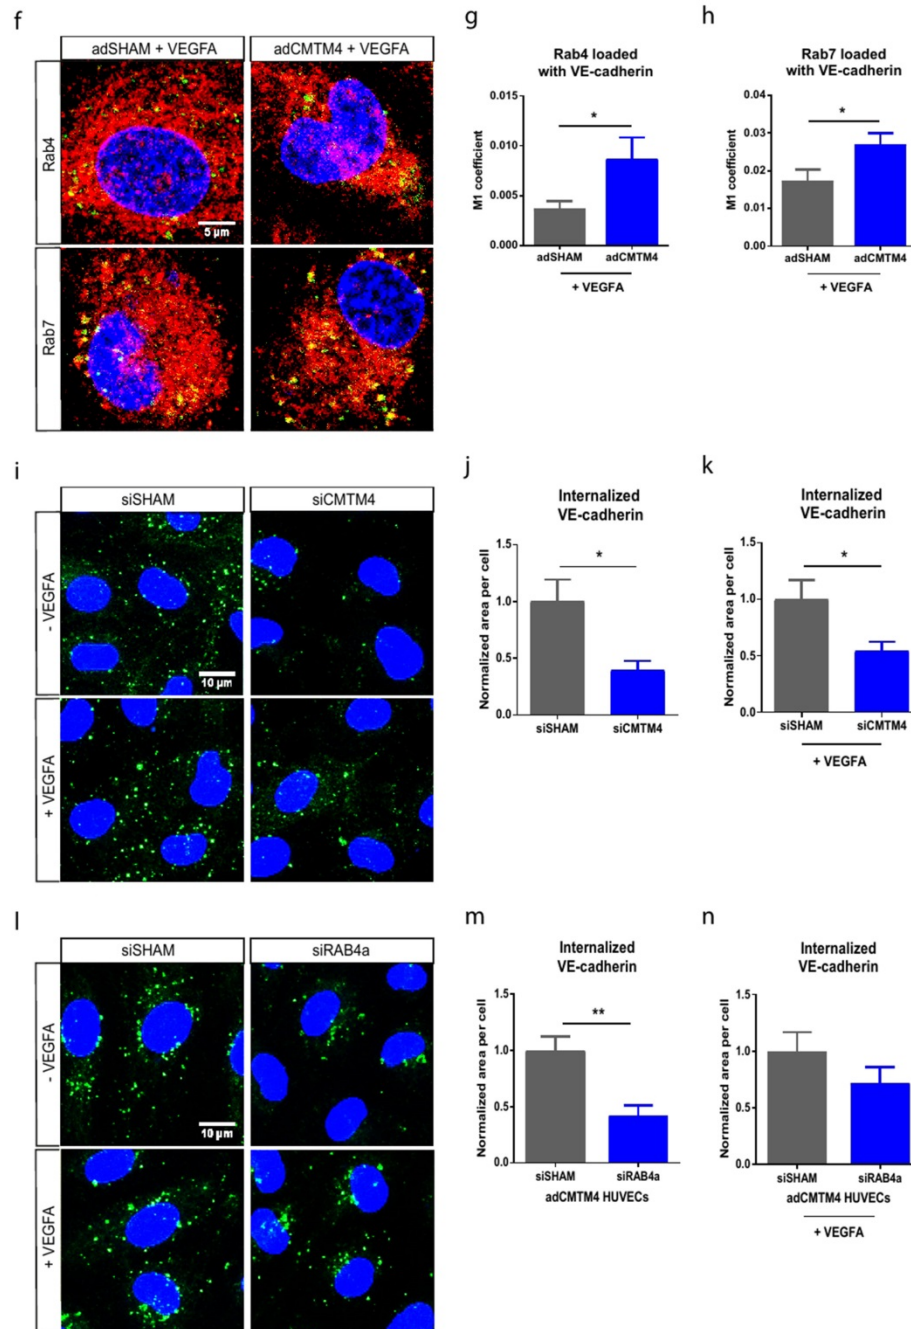 f
adSHAM + VEGFA
adCMTM4 + VEGFA
Rab4
5 µm
Rab7
g
Rab4 loaded
with VE-cadherin
M1 coefficient
0.015
0.010
0.005
0.000
*
adSHAM
adCMTM4
+ VEGFA
h
Rab7 loaded
with VE-cadherin
M1 coefficient
0.04
0.03
0.02
0.01
0.00
*
adSHAM
adCMTM4
+ VEGFA
i
siSHAM
siCMTM4
- VEGFA
10 µm
+ VEGFA
j
Internalized
VE-cadherin
Normalized area per cell
1.5
1.0
0.5
0.0
*
siSHAM
siCMTM4
k
Internalized
VE-cadherin
Normalized area per cell
1.5
1.0
0.5
0.0
*
siSHAM
siCMTM4
+ VEGFA
l
siSHAM
siRAB4a
- VEGFA
10 µm
+ VEGFA
m
Internalized
VE-cadherin
Normalized area per cell
1.5
1.0
0.5
0.0
**
siSHAM
siRAB4a
adCMTM4 HUVECs
n
Internalized
VE-cadherin
Normalized area per cell
1.5
1.0
0.5
0.0
siSHAM
siRAB4a
adCMTM4 HUVECs
+ VEGFA